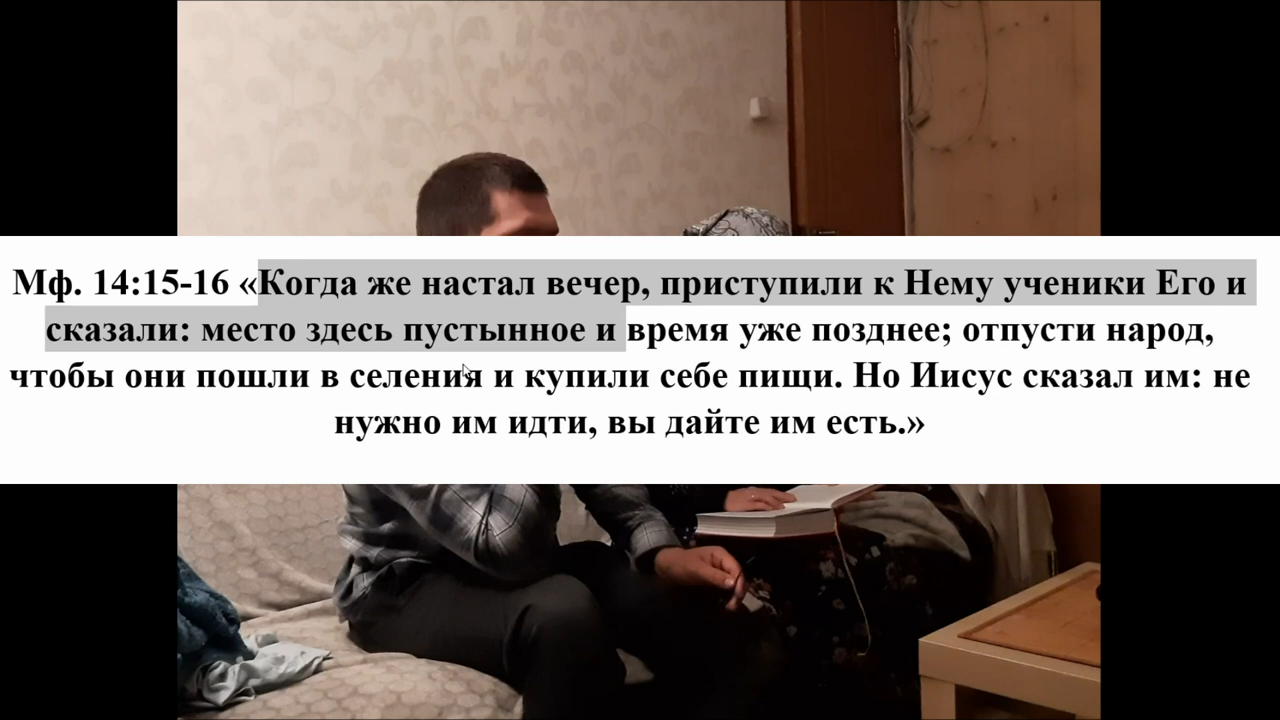 Мф. 14:15-16 «Когда же настал вечер, приступили к Нему ученики Его и
сказали: место здесь пустынное и время уже позднее; отпусти народ,
чтобы они пошли в селения и купили себе пищи. Но Иисус сказал им: не
нужно им идти, вы дайте им есть.»